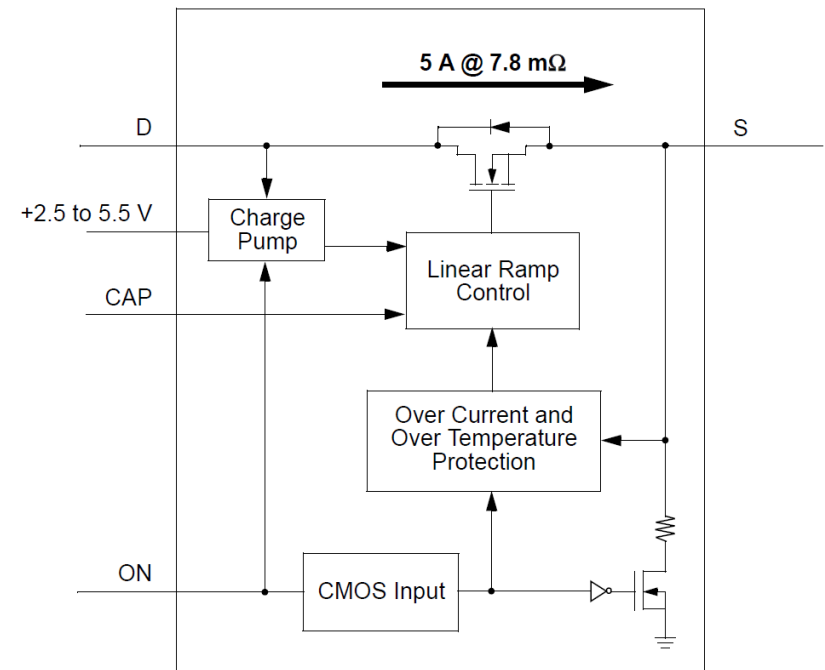 5 A @ 7.8 mΩ
D
S
+2.5 to 5.5 V
Charge
Pump
Linear Ramp
Control
CAP
Over Current and
Over Temperature
Protection
ON
CMOS Input